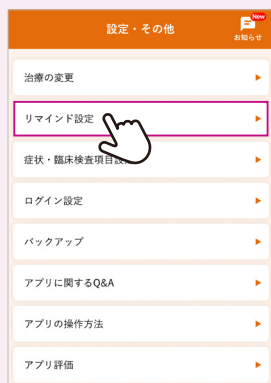 設定・その他
New
お知らせ
治療の変更
リマインド設定
症状・臨床検査項目設
ログイン設定
バックアップ
アプリに関するQ&A
アプリの操作方法
アプリ評価